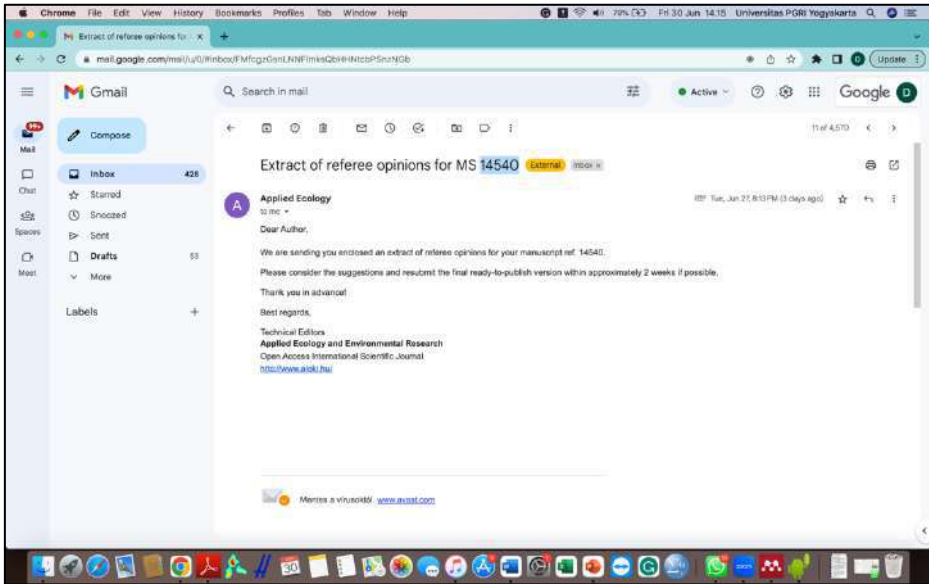 Chrome File Edit View History Bookmarks Profiles Tab Window Help 70% Fri 30 Jun 14.15 Universitas PGRI Yogyakarta
Extract of referee opinions fo
mail.google.com/mail/u/0/#inbox/
Update
Gmail
Search in mail
Active
Google
D
99+
Mail
Compose
11 of 4,570
Chat
Inbox 428
Extract of referee opinions for MS 14540 External Inbox x
Starred
Spaces
Snoozed
A
Applied Ecology
Tue, Jun 27, 8:13 PM (3 days ago)
to me
Sent
Dear Author,
Meet
Drafts 53
We are sending you enclosed an extract of referee opinions for your manuscript ref. 14540.
More
Please consider the suggestions and resubmit the final ready-to-publish version within approximately 2 weeks if possible.
Thank you in advance!
Labels +
Best regards,
Technical Editors
Applied Ecology and Environmental Research
Open Access International Scientific Journal
http://www.aloki.hu/
Mentes a vírusoktól. www.avast.com
30